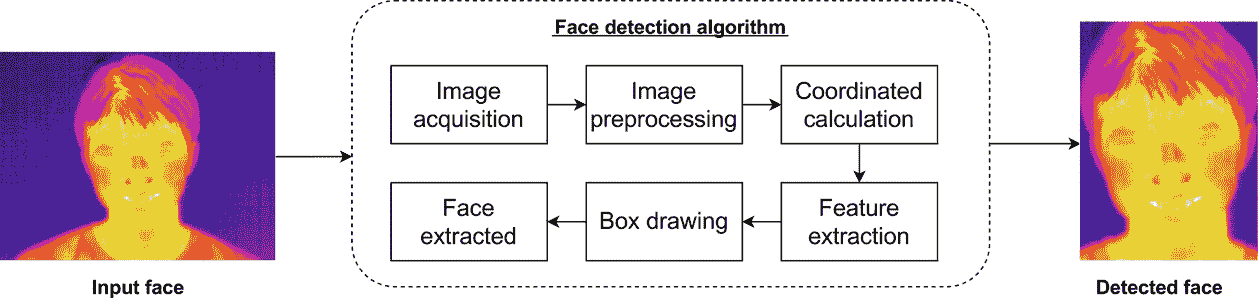 Face detection algorithm
Image
acquisition
Image
preprocessing
Coordinated
calculation
Face
extracted
Box drawing
Feature
extraction
Input face
Detected face